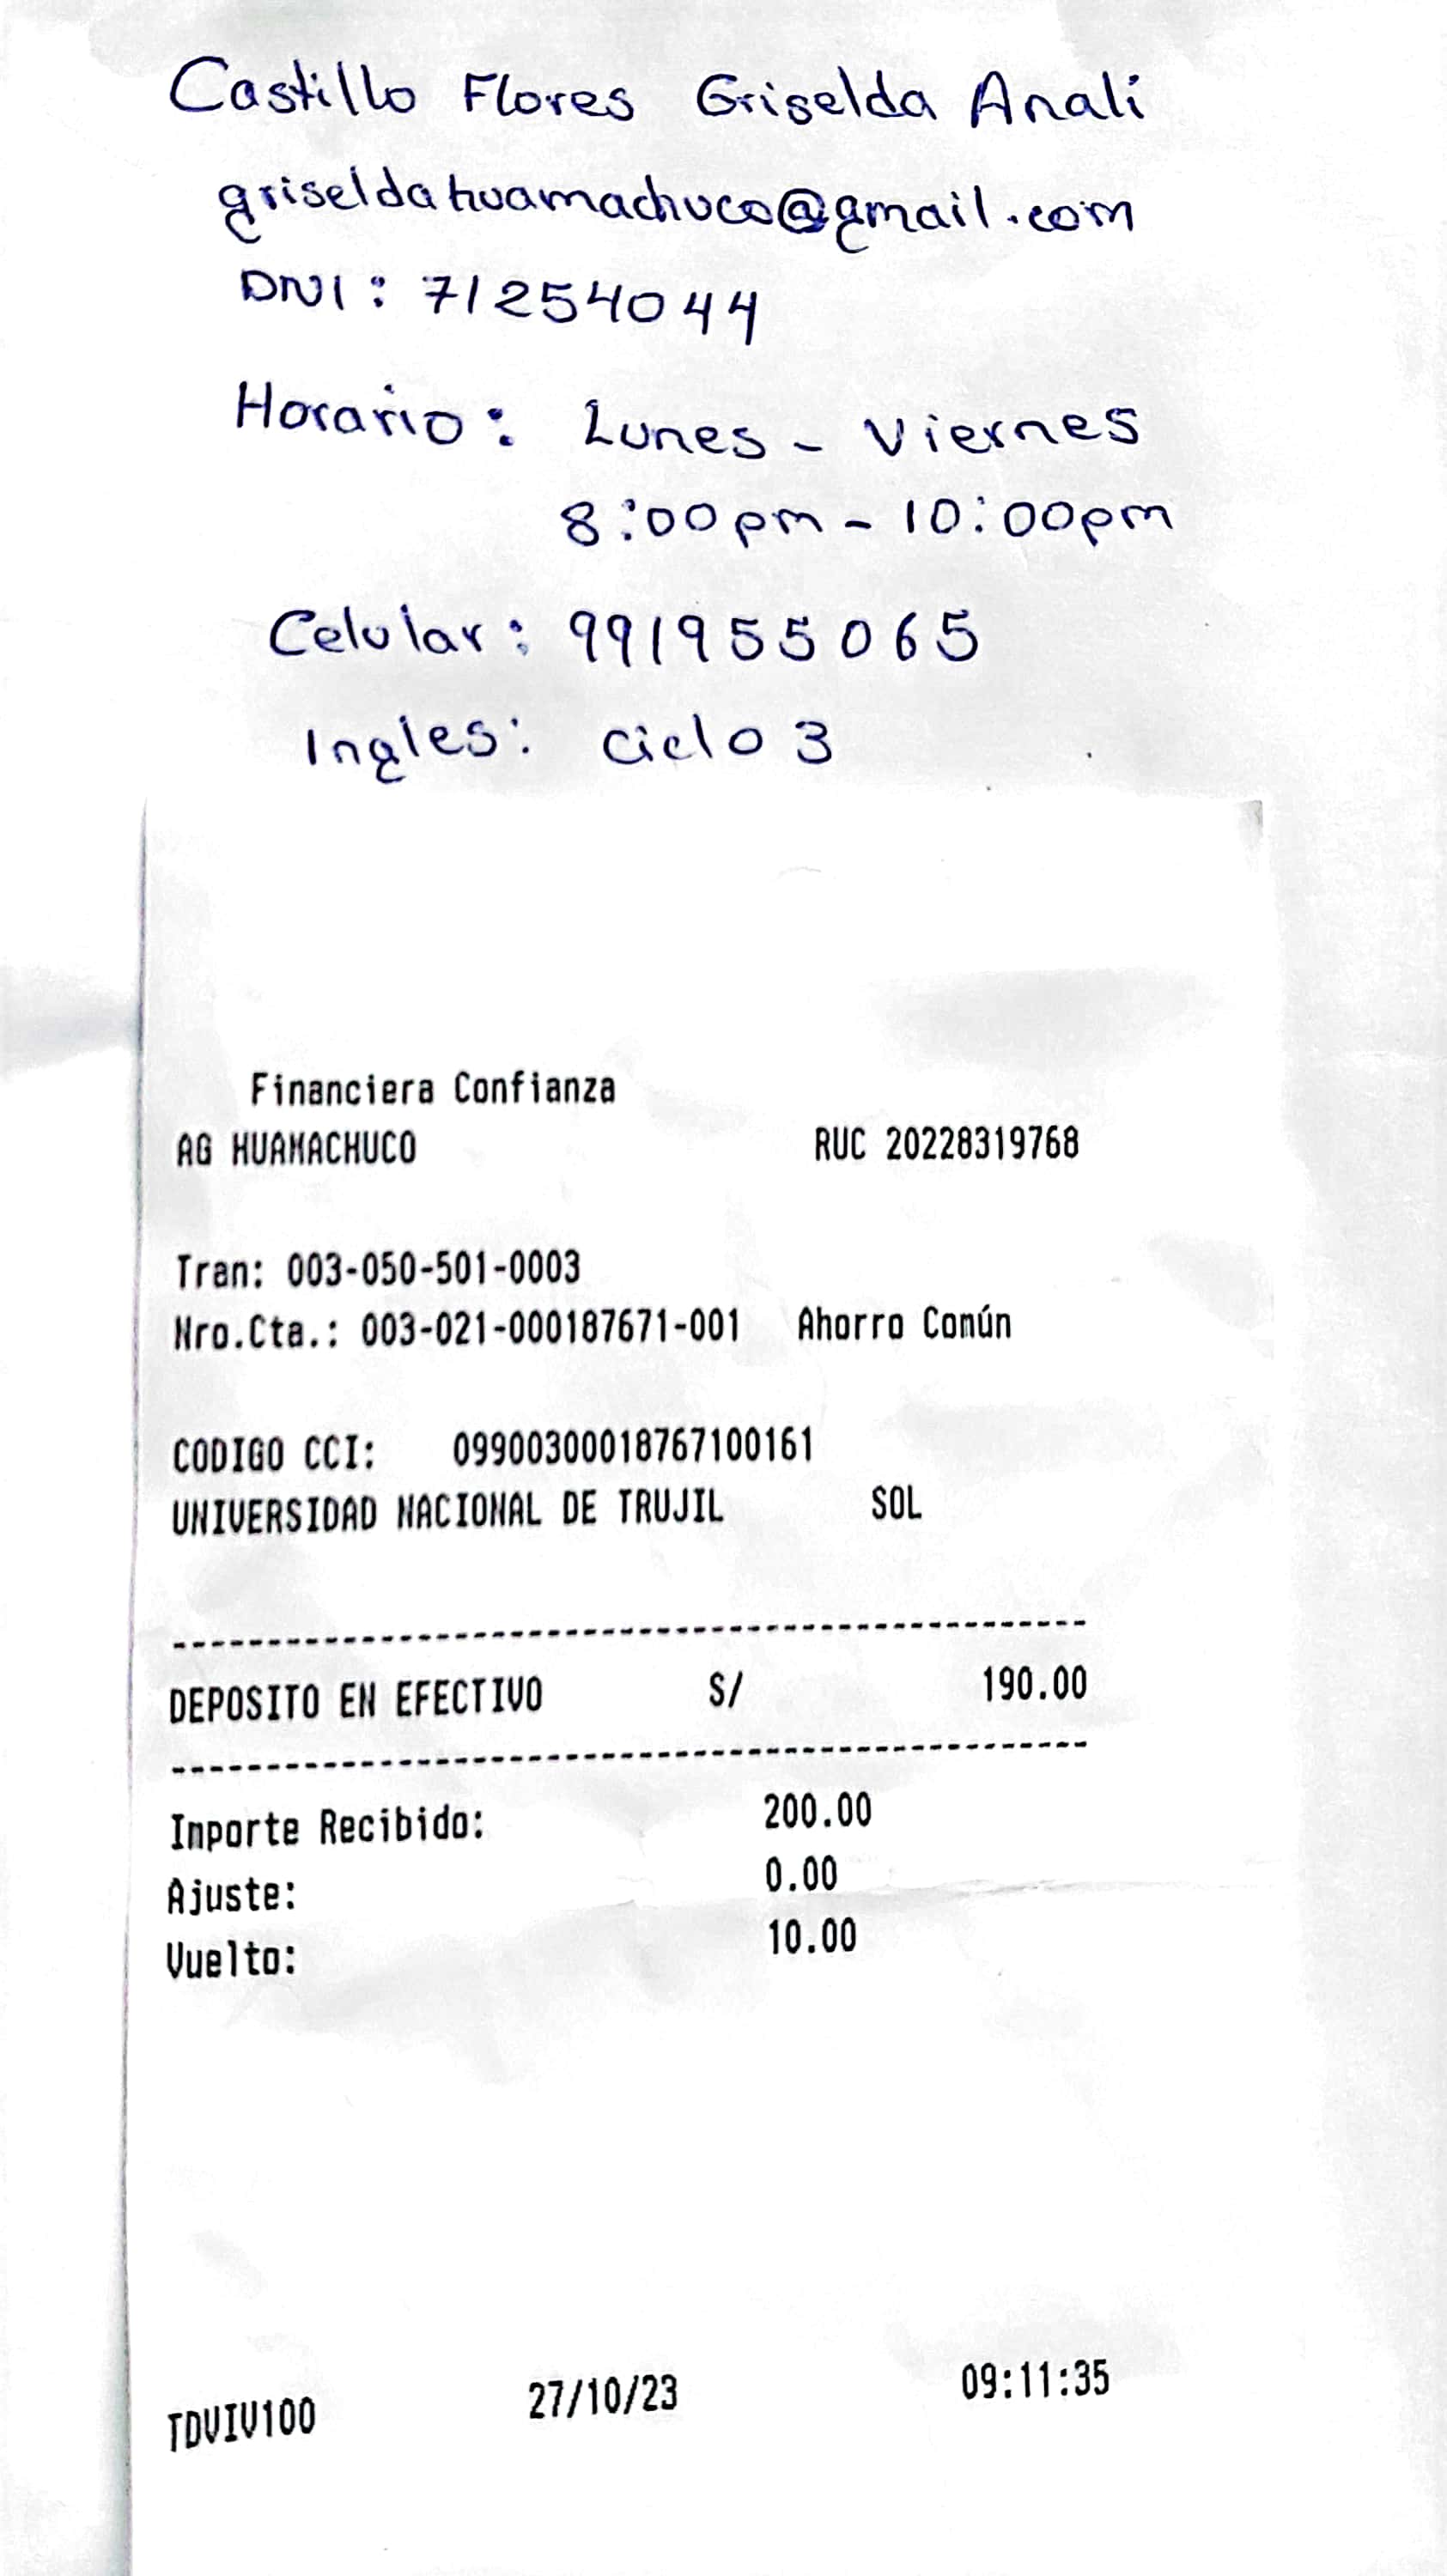 Castillo Flores Griselda Anali
griseldahuamachuco@gmail.com
DNI: 71254044
Horario: Lunes - Viernes
8:00pm - 10:00pm
Celular: 991955065
Ingles: ciclo 3
Financiera Confianza
AG HUAMACHUCO RUC 20228319768
Tran: 003-050-501-0003
Nro.Cta.: 003-021-000187671-001 Ahorro Común
CODIGO CCI: 09900300018767100161
UNIVERSIDAD NACIONAL DE TRUJIL SOL
------------------------------------------------
DEPOSITO EN EFECTIVO S/ 190.00
------------------------------------------------
Importe Recibido: 200.00
Ajuste: 0.00
Vuelto: 10.00
TDVIV100 27/10/23 09:11:35